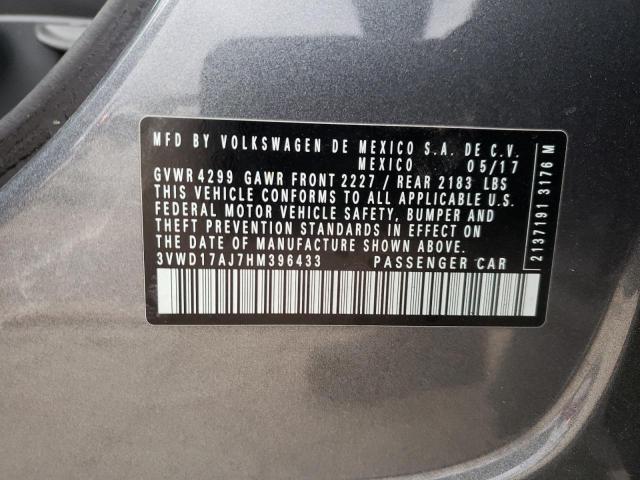 MFD BY VOLKSWAGEN DE MEXICO S.A. DE C.V.
MEXICO 05/17
GVWR 4299 GAWR FRONT 2227 / REAR 2183 LBS
THIS VEHICLE CONFORMS TO ALL APPLICABLE U.S.
FEDERAL MOTOR VEHICLE SAFETY, BUMPER AND
THEFT PREVENTION STANDARDS IN EFFECT ON
THE DATE OF MANUFACTURE SHOWN ABOVE.
3VWD17AJ7HM396433 PASSENGER CAR
2137191 3176 M